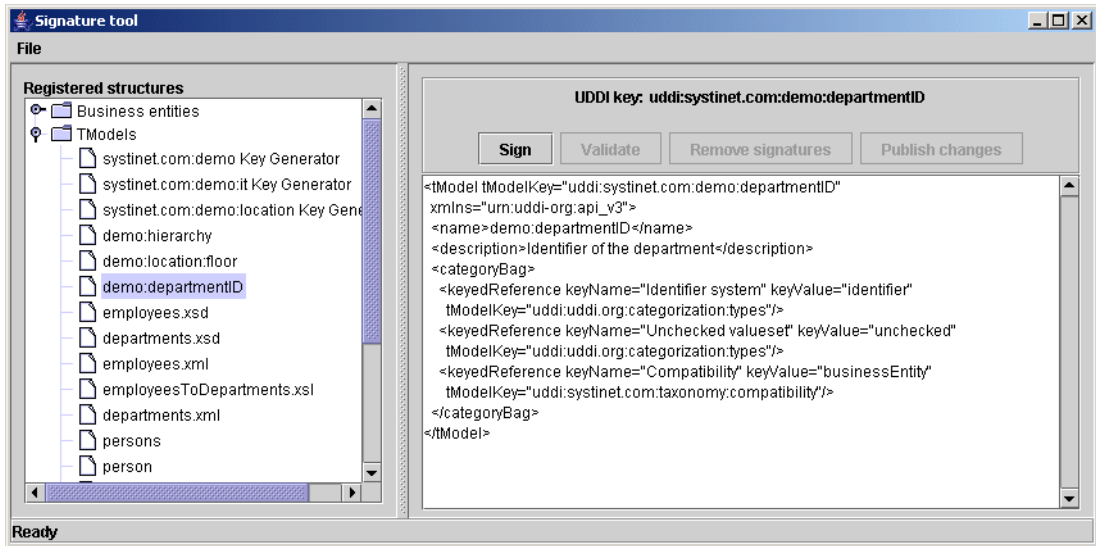 Signature tool
File
Registered structures
Business entities
TModels
systinet.com:demo Key Generator
systinet.com:demo:it Key Generator
systinet.com:demo:location Key Gene
demo:hierarchy
demo:location:floor
demo:departmentID
employees.xsd
departments.xsd
employees.xml
employeesToDepartments.xsl
departments.xml
persons
person
UDDI key: uddi:systinet.com:demo:departmentID
Sign Validate Remove signatures Publish changes
<tModel tModelKey="uddi:systinet.com:demo:departmentID"
xmlns="urn:uddi-org:api_v3">
<name>demo:departmentID</name>
<description>Identifier of the department</description>
<categoryBag>
<keyedReference keyName="Identifier system" keyValue="identifier"
tModelKey="uddi:uddi.org:categorization:types"/>
<keyedReference keyName="Unchecked valueset" keyValue="unchecked"
tModelKey="uddi:uddi.org:categorization:types"/>
<keyedReference keyName="Compatibility" keyValue="businessEntity"
tModelKey="uddi:systinet.com:taxonomy:compatibility"/>
</categoryBag>
</tModel>
Ready